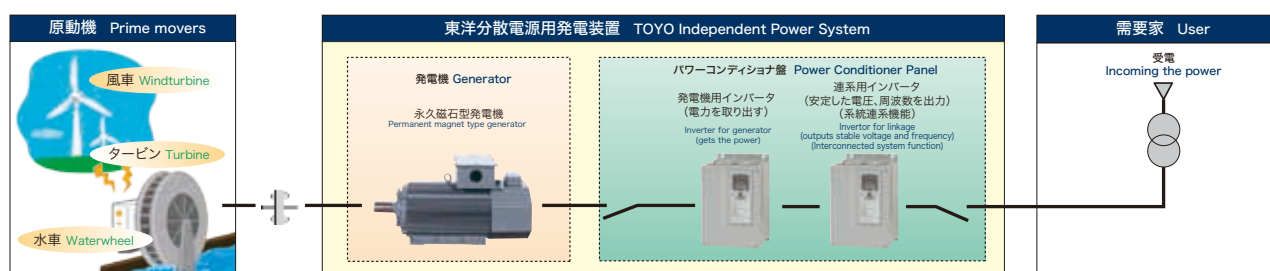 原動機 Prime movers
風車 Windturbine
タービン Turbine
水車 Waterwheel
東洋分散電源用発電装置 TOYO Independent Power System
発電機 Generator
永久磁石型発電機
Permanent magnet type generator
パワーコンディショナ盤 Power Conditioner Panel
発電機用インバータ
（電力を取り出す）
Inverter for generator
(gets the power)
連系用インバータ
（安定した電圧、周波数を出力）
（系統連系機能）
Invertor for linkage
(outputs stable voltage and frequency)
(Interconnected system function)
需要家 User
受電
Incoming the power